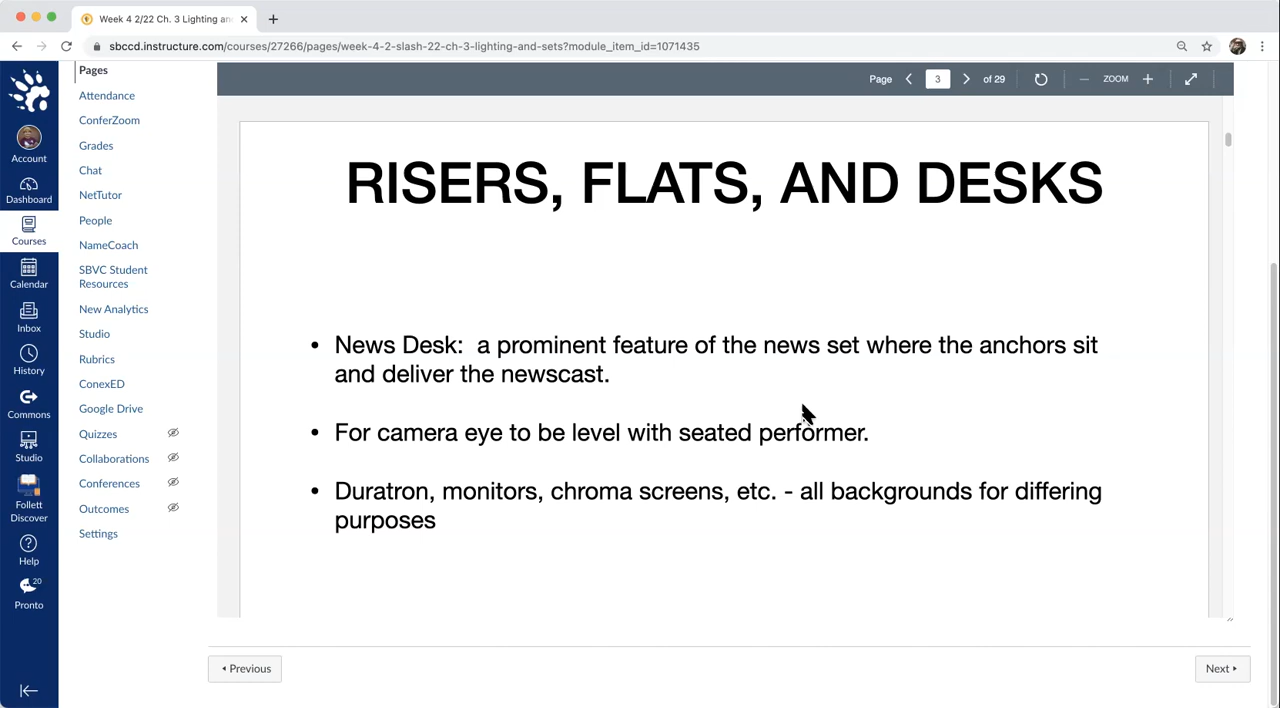 Week 4 2/22 Ch. 3 Lighting an
sbccd.instructure.com/courses/27266/pages/week-4-2-slash-22-ch-3-lighting-and-sets?module_item_id=1071435
Account
Dashboard
Courses
Calendar
Inbox
History
Commons
Studio
Follett
Discover
Help
20
Pronto
Pages
Attendance
ConferZoom
Grades
Chat
NetTutor
People
NameCoach
SBVC Student
Resources
New Analytics
Studio
Rubrics
ConexED
Google Drive
Quizzes
Collaborations
Conferences
Outcomes
Settings
Page 3 of 29 ZOOM
RISERS, FLATS, AND DESKS
• News Desk: a prominent feature of the news set where the anchors sit
and deliver the newscast.
• For camera eye to be level with seated performer.
• Duratron, monitors, chroma screens, etc. - all backgrounds for differing
purposes
Previous
Next